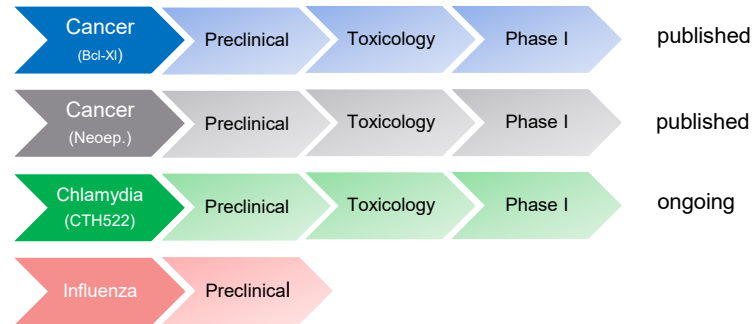 Cancer
(Bcl-Xl)
Preclinical
Toxicology
Phase I
published
Cancer
(Neoep.)
Preclinical
Toxicology
Phase I
published
Chlamydia
(CTH522)
Preclinical
Toxicology
Phase I
ongoing
Influenza
Preclinical